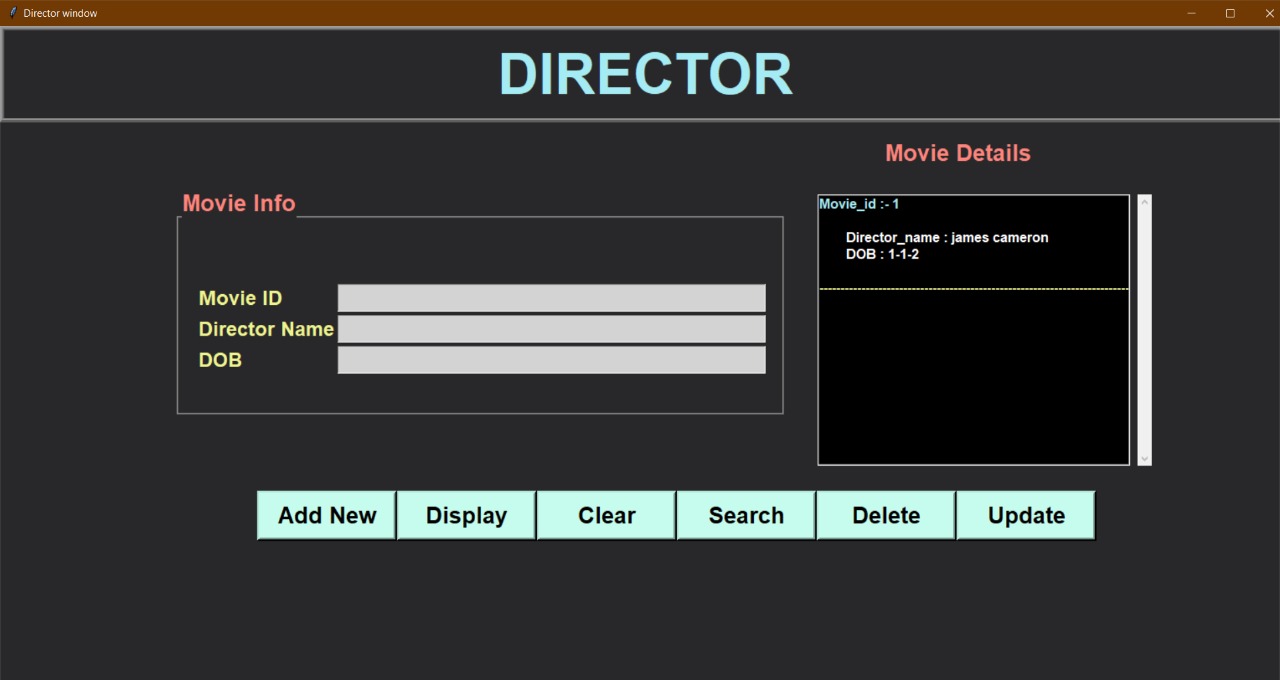 Director window
DIRECTOR
Movie Details
Movie Info
Movie_id :- 1
Director_name : james cameron
DOB : 1-1-2
--------------------------------------------------------------
Movie ID
Director Name
DOB
Add New Display Clear Search Delete Update